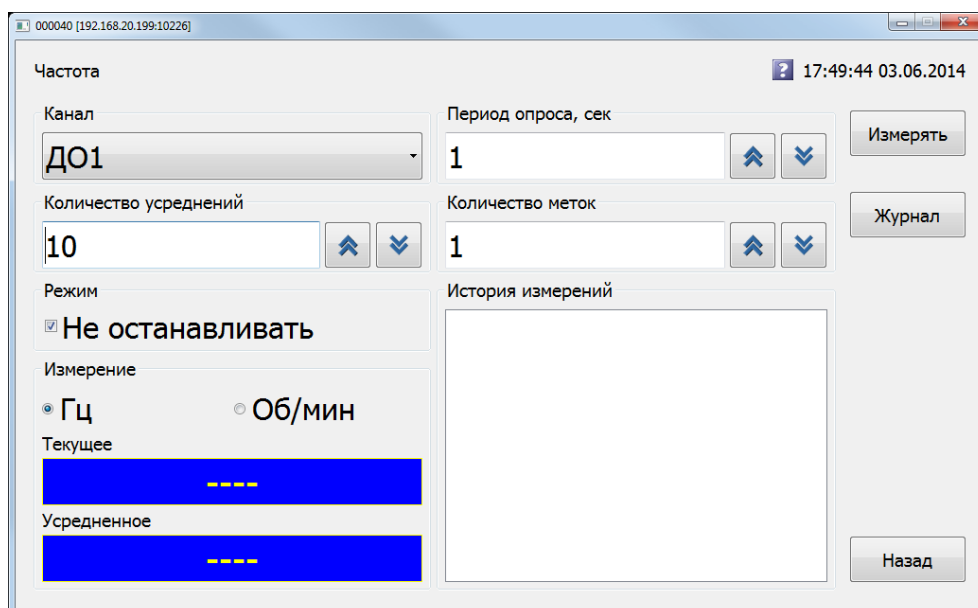 000040 [192.168.20.199:10226]
Частота
? 17:49:44 03.06.2014
Канал
ДО1
Период опроса, сек
1
Измерять
Количество усреднений
10
Количество меток
1
Журнал
Режим
Не останавливать
История измерений
Измерение
Гц
Об/мин
Текущее
----
Усредненное
----
Назад